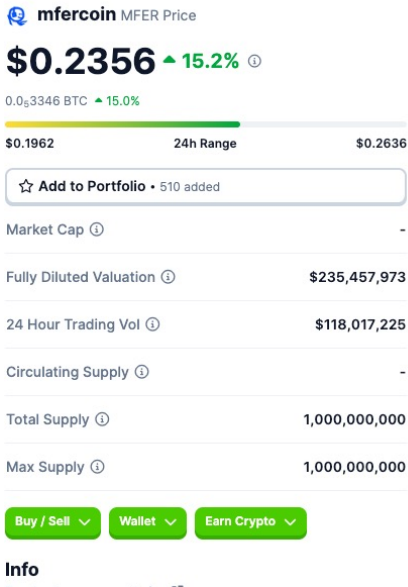 mfercoin MFER Price
$0.2356 ▲ 15.2%
0.0₅3346 BTC ▲ 15.0%
$0.1962 24h Range $0.2636
Add to Portfolio • 510 added
Market Cap -
Fully Diluted Valuation $235,457,973
24 Hour Trading Vol $118,017,225
Circulating Supply -
Total Supply 1,000,000,000
Max Supply 1,000,000,000
Buy / Sell Wallet Earn Crypto
Info